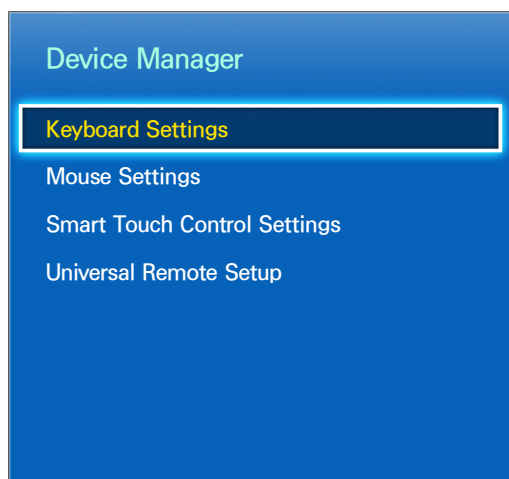 Device Manager
Keyboard Settings
Mouse Settings
Smart Touch Control Settings
Universal Remote Setup